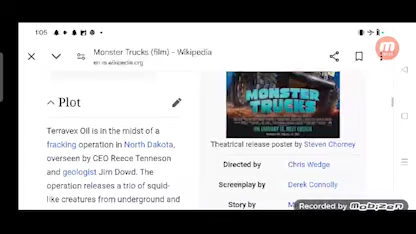 1:05
Monster Trucks (film) – Wikipedia
en.m.wikipedia.org
MONSTER
TRUCKS
Plot
Terravex Oil is in the midst of a
fracking operation in North Dakota,
overseen by CEO Reece Tenneson
and geologist Jim Dowd. The
operation releases a trio of squid-
like creatures from underground and
Theatrical release poster by Steven Chorney
Directed by Chris Wedge
Screenplay by Derek Connolly
Story by
Recorded by Mobizen